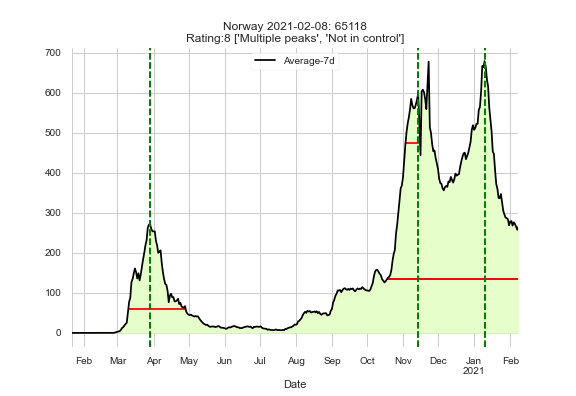 Norway 2021-02-08: 65118
Rating:8 ['Multiple peaks', 'Not in control']
Average-7d
700
600
500
400
300
200
100
0
Feb Mar Apr May Jun Jul Aug Sep Oct Nov Dec Jan Feb
2021
Date